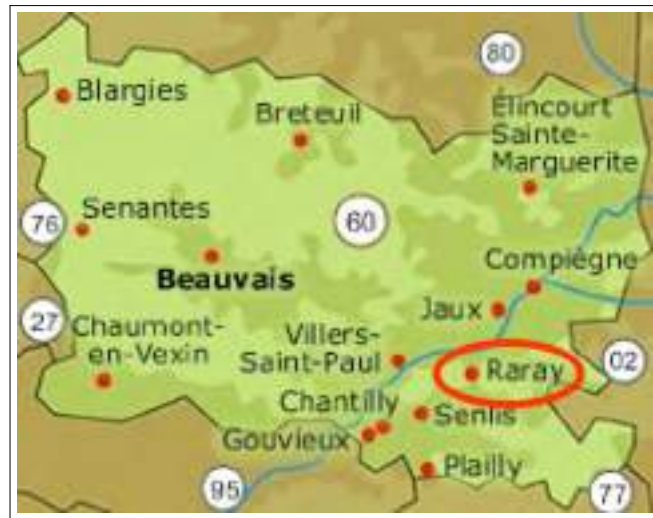 80
Blargies
Breteuil
Élincourt
Sainte-
Marguerite
76
Senantes
60
Beauvais
Compiègne
27
Jaux
Chaumont-
en-Vexin
Villers-
Saint-Paul
Raray
02
Chantilly
Senlis
Gouvieux
Plailly
95
77